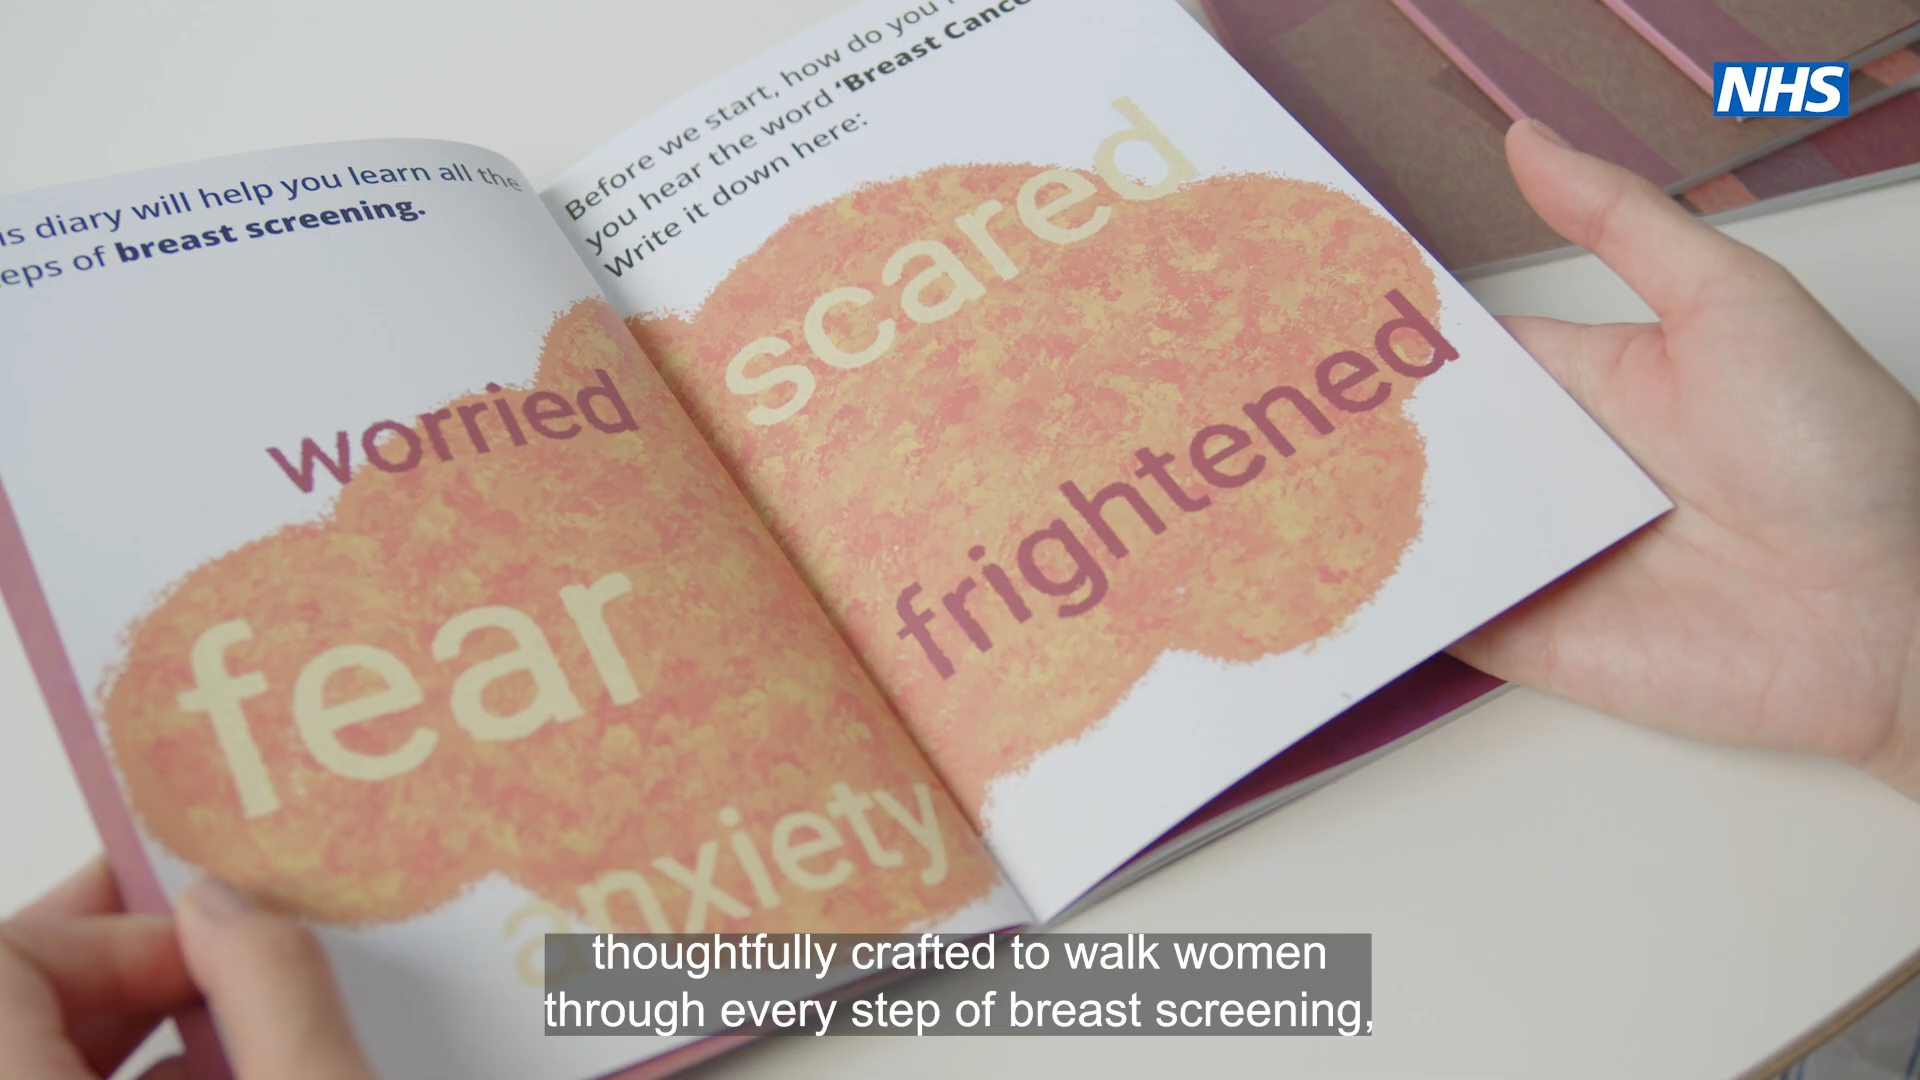 is diary will help you learn all the
eps of breast screening.
Before we start, how do you
you hear the word 'Breast Cance
Write it down here:
worried
fear
anxiety
scared
frightened
NHS
thoughtfully crafted to walk women
through every step of breast screening,